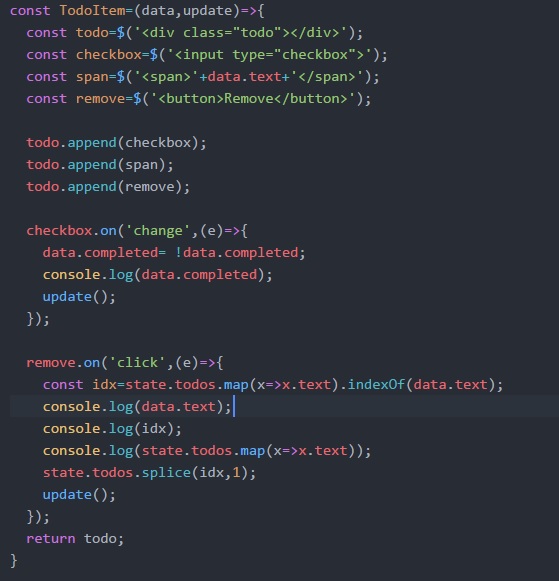 const TodoItem=(data,update)=>{
  const todo=$('<div class="todo"></div>');
  const checkbox=$('<input type="checkbox">');
  const span=$('<span>'+data.text+'</span>');
  const remove=$('<button>Remove</button>');

  todo.append(checkbox);
  todo.append(span);
  todo.append(remove);

  checkbox.on('change',(e)=>{
    data.completed= !data.completed;
    console.log(data.completed);
    update();
  });

  remove.on('click',(e)=>{
    const idx=state.todos.map(x=>x.text).indexOf(data.text);
    console.log(data.text);
    console.log(idx);
    console.log(state.todos.map(x=>x.text));
    state.todos.splice(idx,1);
    update();
  });
  return todo;
}